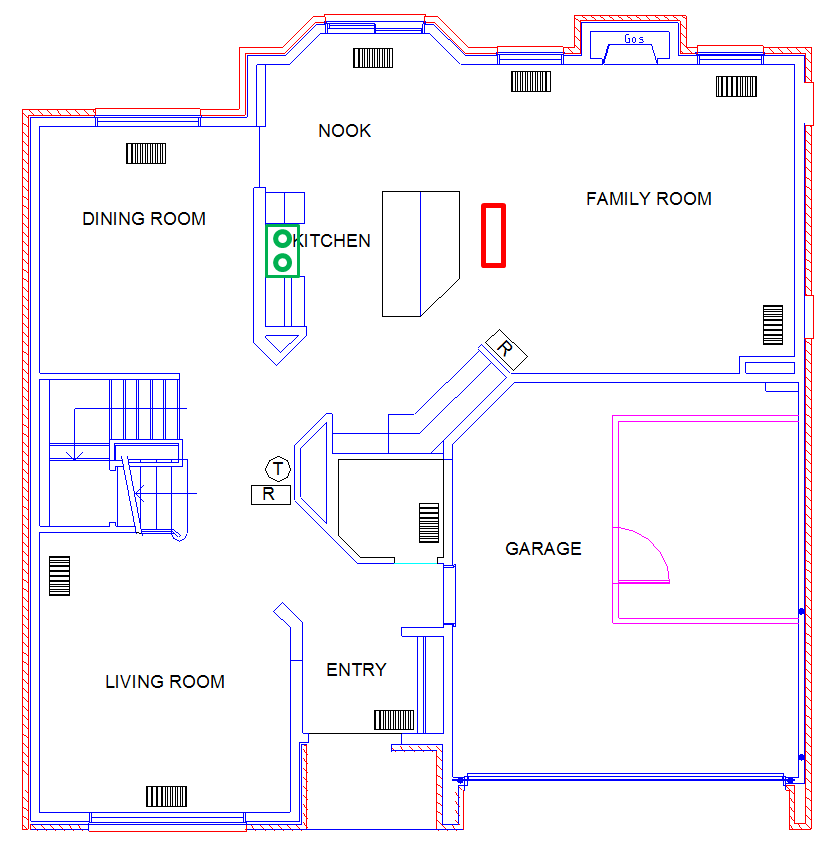 Gas
NOOK
FAMILY ROOM
DINING ROOM
KITCHEN
R
T
R
GARAGE
ENTRY
LIVING ROOM